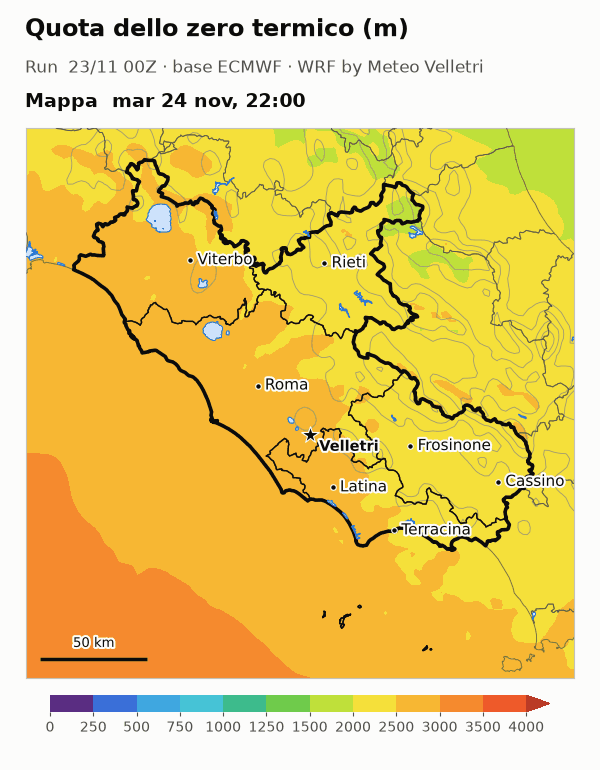 Quota dello zero termico (m)
Run  23/11 00Z · base ECMWF · WRF by Meteo Velletri
Mappa  mar 24 nov, 22:00
Viterbo
Rieti
Roma
Velletri
Frosinone
Cassino
Latina
Terracina
50 km
0 250 500 750 1000 1250 1500 2000 2500 3000 3500 4000